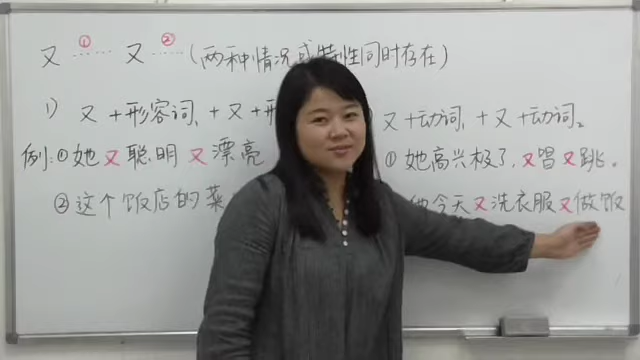 ① ②
又……又……(两种情况或特性同时存在)
1) 又+形容词₁+又+形
例:①她又聪明又漂亮
②这个饭店的菜
又+动词₁+又+动词₂
①她高兴极了,又唱又跳。
今天又洗衣服又做饭